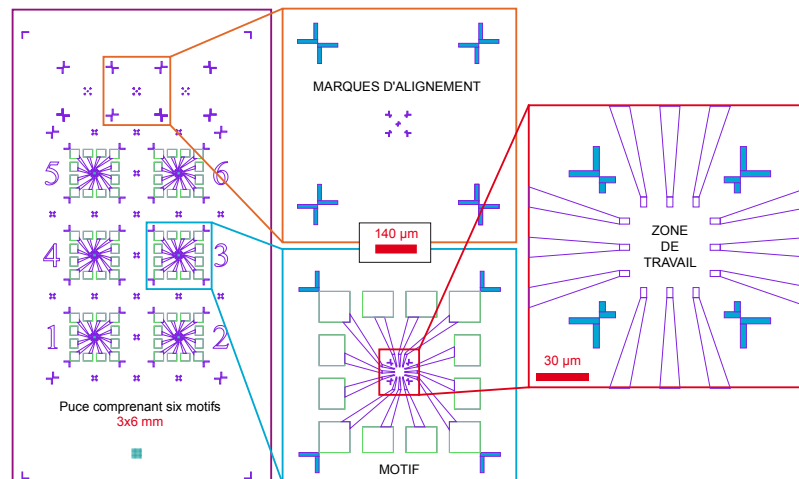 MARQUES D'ALIGNEMENT
5
6
140 µm
4
3
ZONE
DE
TRAVAIL
1
2
30 µm
Puce comprenant six motifs
3x6 mm
MOTIF